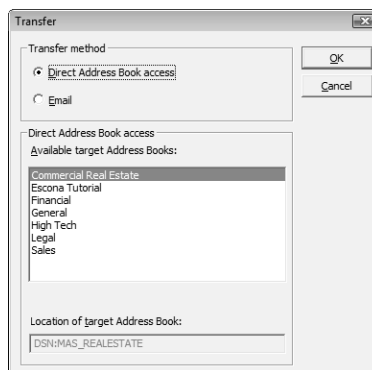 Transfer
Transfer method
Direct Address Book access
Email
OK
Cancel
Direct Address Book access
Available target Address Books:
Commercial Real Estate
Escona Tutorial
Financial
General
High Tech
Legal
Sales
Location of target Address Book:
DSN:MAS_REALESTATE